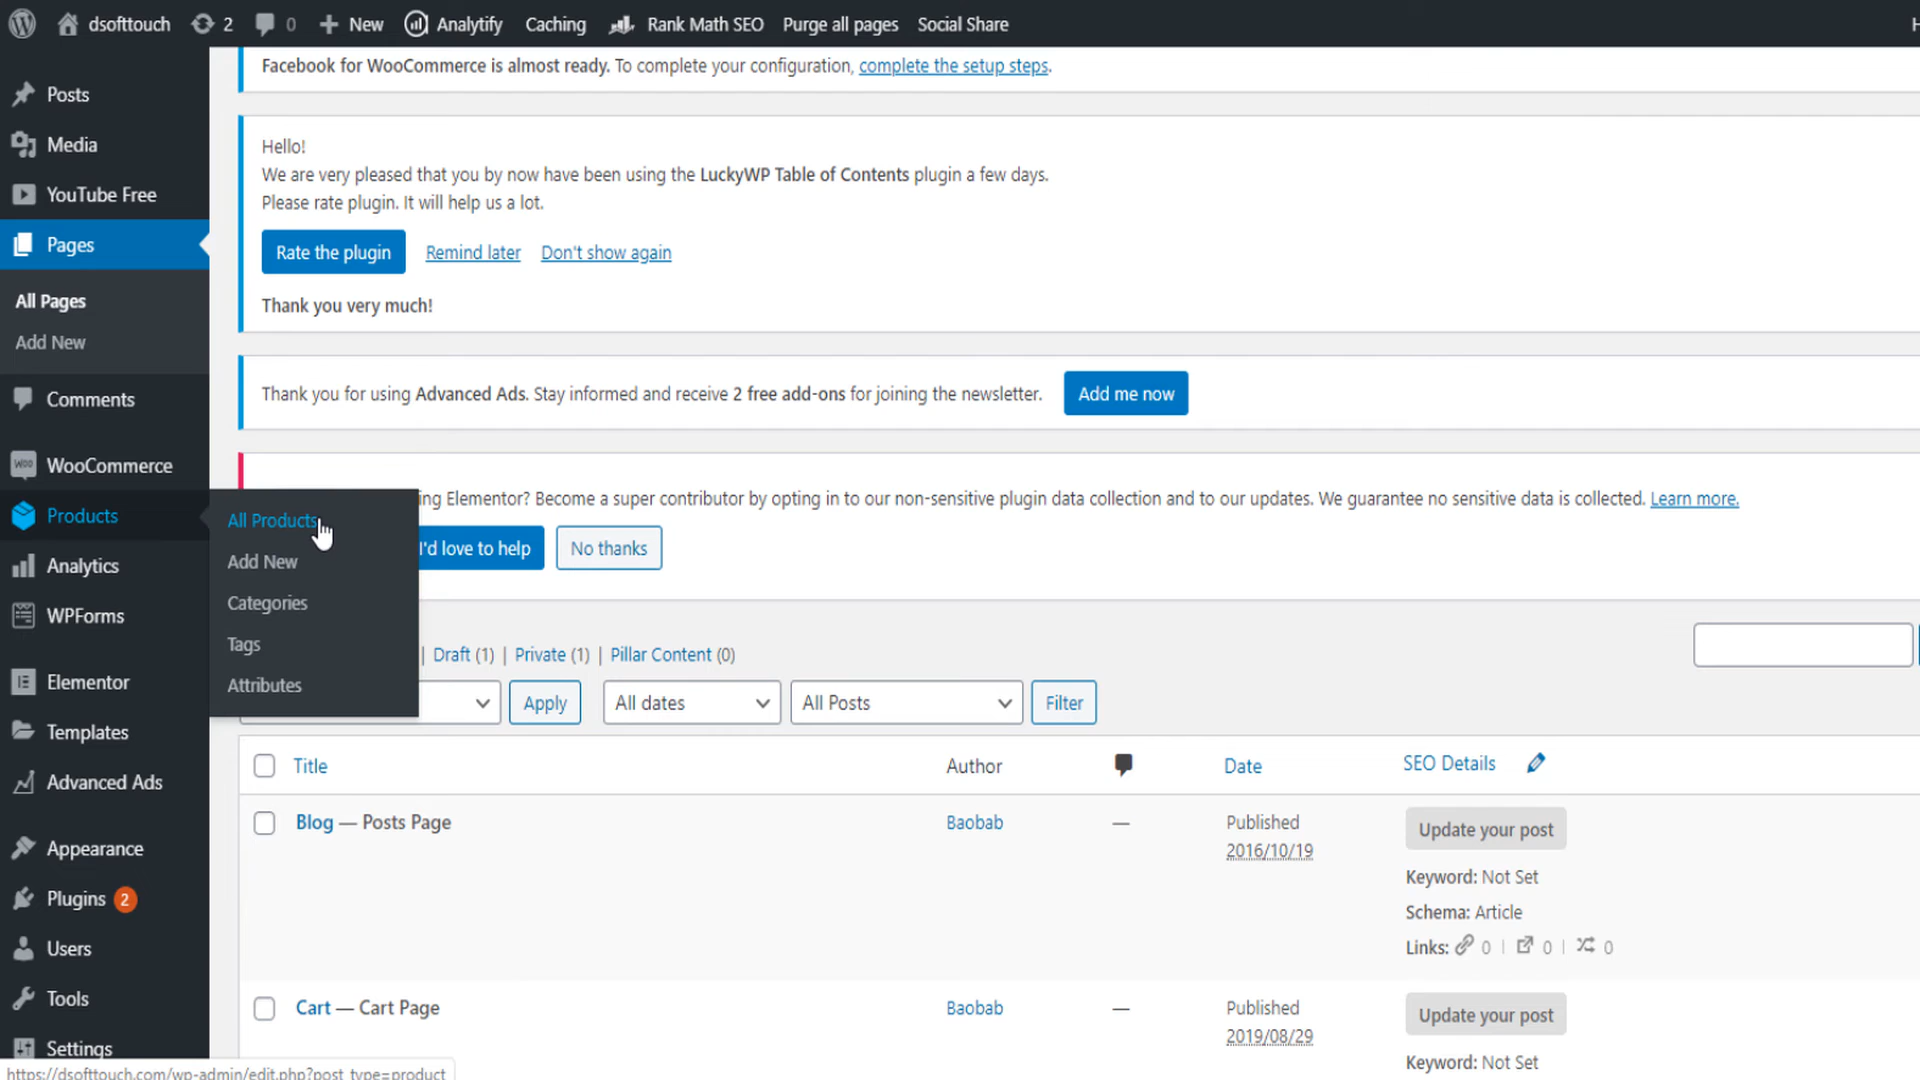 dsofttouch 2 0 New Analytify Caching Rank Math SEO Purge all pages Social Share
Posts
Media
YouTube Free
Pages
All Pages
Add New
Comments
WooCommerce
Products
Analytics
WPForms
Elementor
Templates
Advanced Ads
Appearance
Plugins 2
Users
Tools
Settings
All Products
Add New
Categories
Tags
Attributes
Facebook for WooCommerce is almost ready. To complete your configuration, complete the setup steps.
Hello!
We are very pleased that you by now have been using the LuckyWP Table of Contents plugin a few days.
Please rate plugin. It will help us a lot.
Rate the plugin Remind later Don't show again
Thank you very much!
Thank you for using Advanced Ads. Stay informed and receive 2 free add-ons for joining the newsletter. Add me now
Elementor? Become a super contributor by opting in to our non-sensitive plugin data collection and to our updates. We guarantee no sensitive data is collected. Learn more.
I'd love to help No thanks
| Draft (1) | Private (1) | Pillar Content (0)
Apply All dates All Posts Filter
Title Author Date SEO Details
Blog — Posts Page Baobab — Published
2016/10/19
Update your post
Keyword: Not Set
Schema: Article
Links: 0 | 0 | 0
Cart — Cart Page Baobab — Published
2019/08/29
Update your post
Keyword: Not Set
https://dsofttouch.com/wp-admin/edit.php?post_type=product